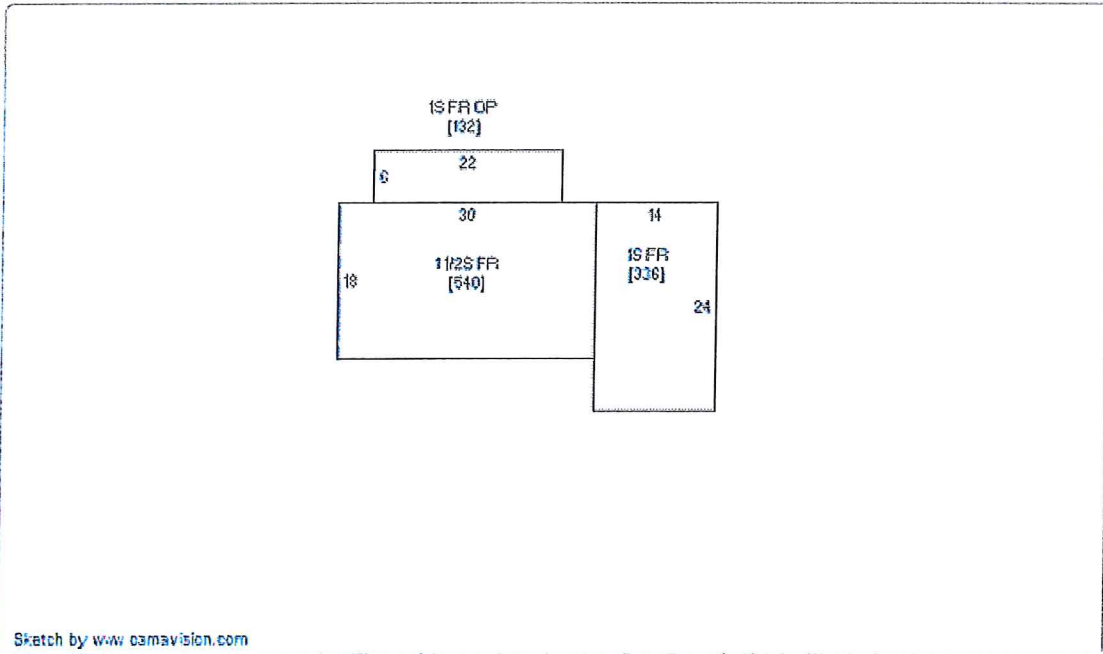 1S FR OP
[132]
22
6
30
14
1 1/2S FR
[540]
1S FR
[336]
18
24
Sketch by www.camavision.com